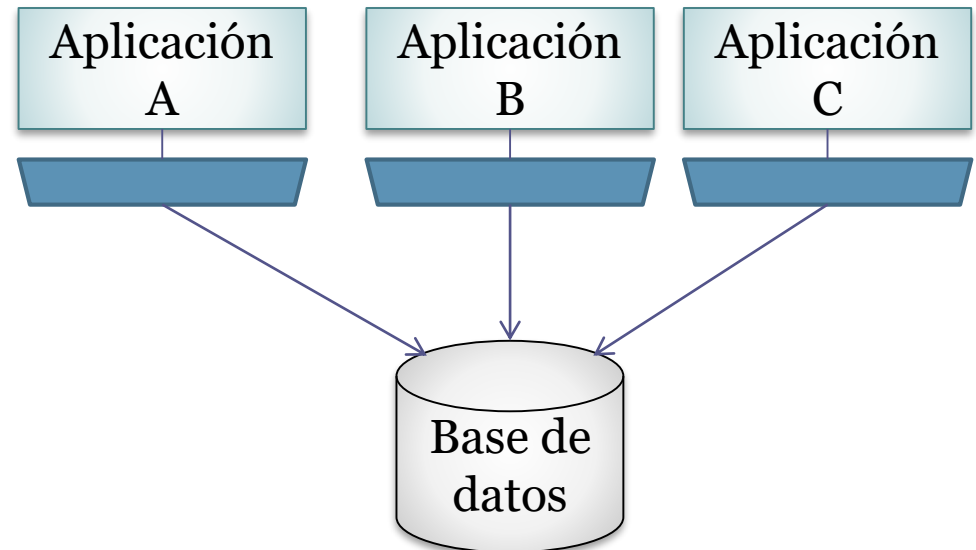 Aplicación
A
Aplicación
B
Aplicación
C
Base de
datos